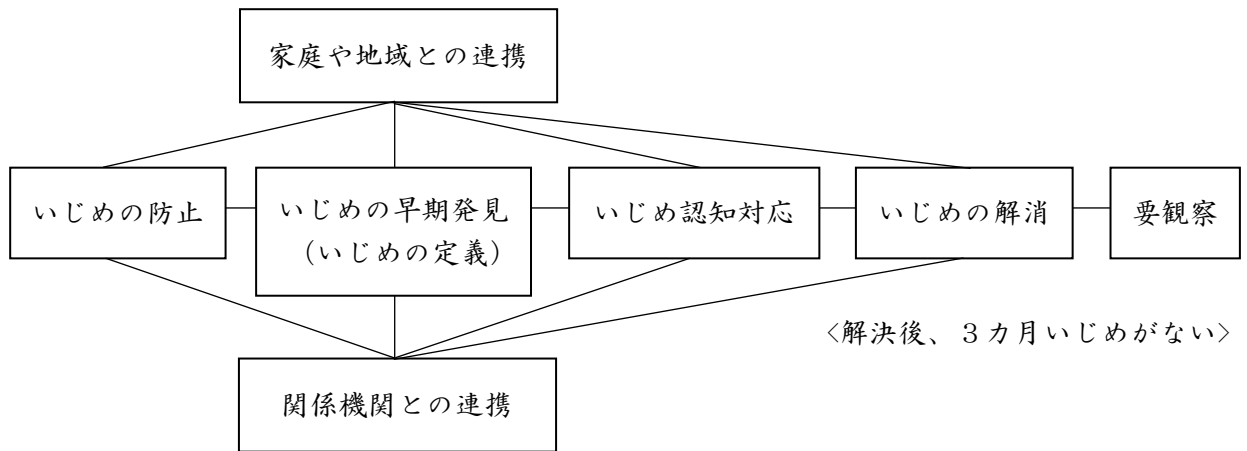 家庭や地域との連携
いじめの防止
いじめの早期発見
（いじめの定義）
いじめ認知対応
いじめの解消
要観察
<解決後、３カ月いじめがない>
関係機関との連携